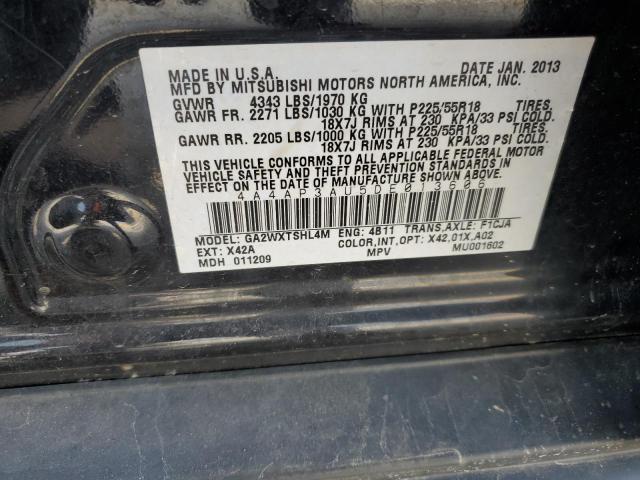 MADE IN U.S.A. DATE JAN. 2013
MFD BY MITSUBISHI MOTORS NORTH AMERICA, INC.
GVWR 4343 LBS/1970 KG
GAWR FR. 2271 LBS/1030 KG WITH P225/55R18 TIRES,
18X7J RIMS AT 230 KPA/33 PSI COLD.
GAWR RR. 2205 LBS/1000 KG WITH P225/55R18 TIRES,
18X7J RIMS AT 230 KPA/33 PSI COLD.
THIS VEHICLE CONFORMS TO ALL APPLICABLE FEDERAL MOTOR
VEHICLE SAFETY AND THEFT PREVENTION STANDARDS IN
EFFECT ON THE DATE OF MANUFACTURE SHOWN ABOVE.
4A4AP3AU5DE013606
MODEL: GA2WXTSHL4M ENG: 4B11 TRANS,AXLE: F1CJA
EXT: X42A COLOR,INT,OPT: X42,01X,A02
MDH 011209 MPV MU001602